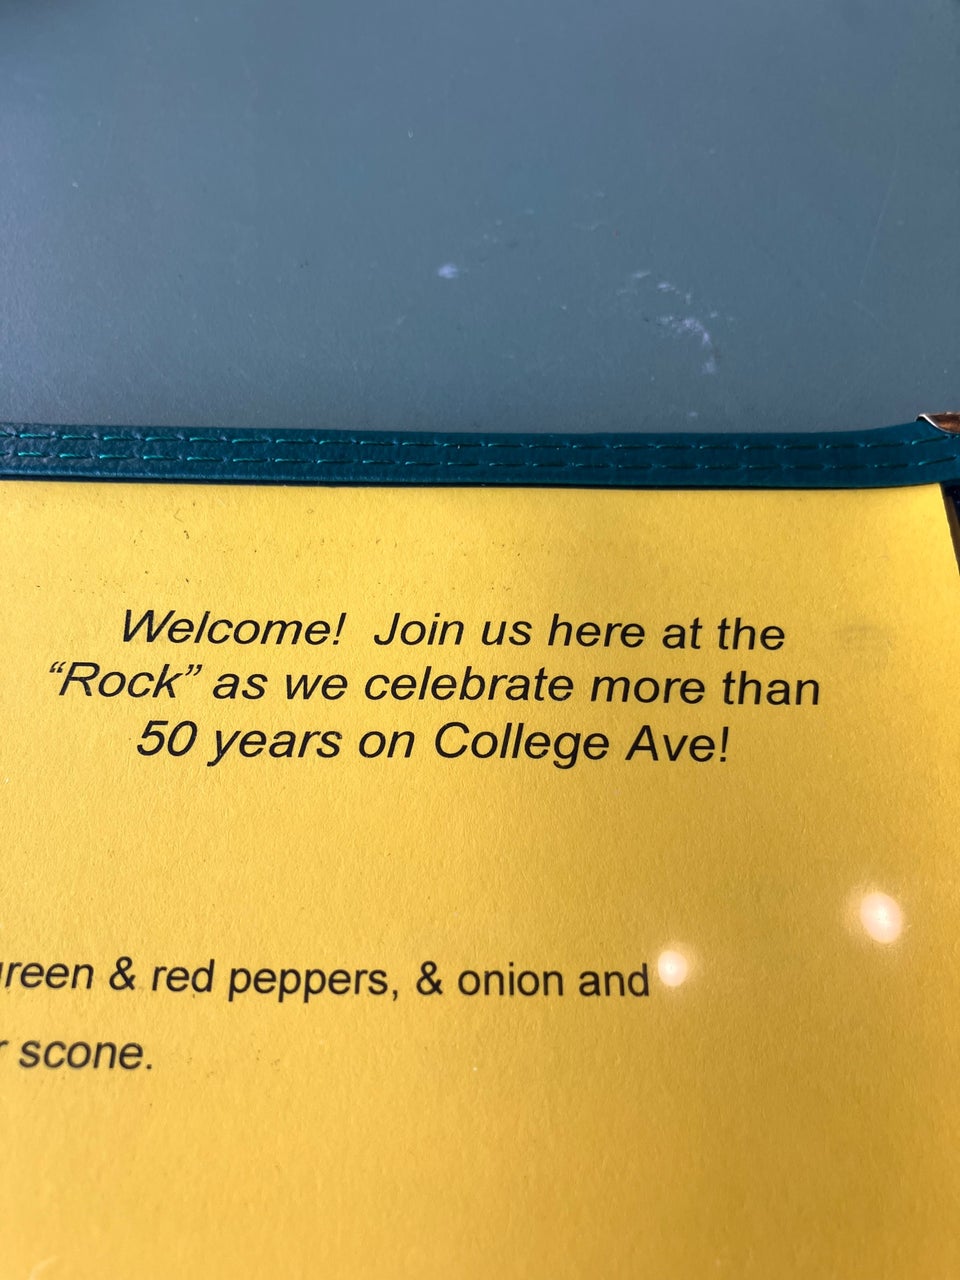 Welcome! Join us here at the
“Rock” as we celebrate more than
50 years on College Ave!
& red peppers, & onion and
scone.